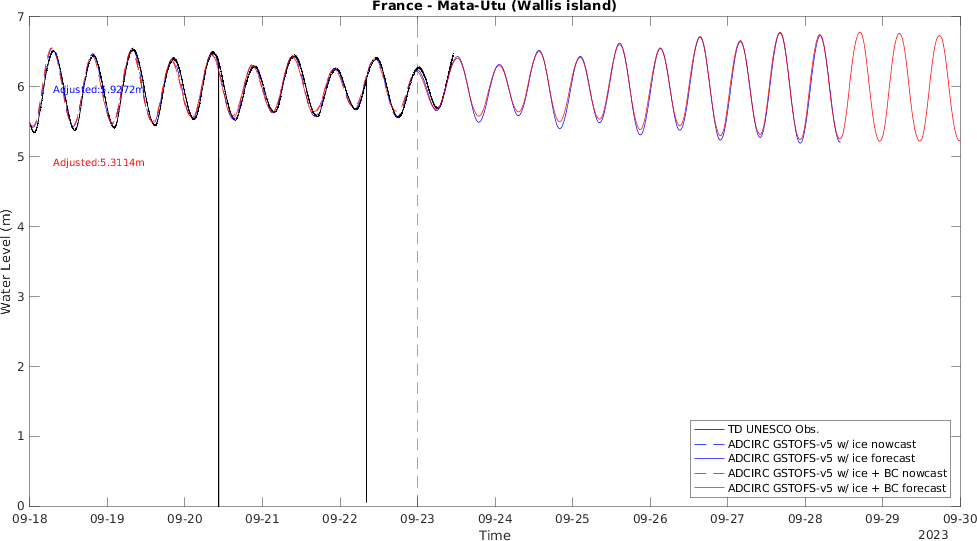 France - Mata-Utu (Wallis island)
7
6
5
4
3
2
1
0
Water Level (m)
Adjusted:5.9272m
Adjusted:5.3114m
TD UNESCO Obs.
ADCIRC GSTOFS-v5 w/ ice nowcast
ADCIRC GSTOFS-v5 w/ ice forecast
ADCIRC GSTOFS-v5 w/ ice + BC nowcast
ADCIRC GSTOFS-v5 w/ ice + BC forecast
09-18 09-19 09-20 09-21 09-22 09-23 09-24 09-25 09-26 09-27 09-28 09-29 09-30
Time
2023